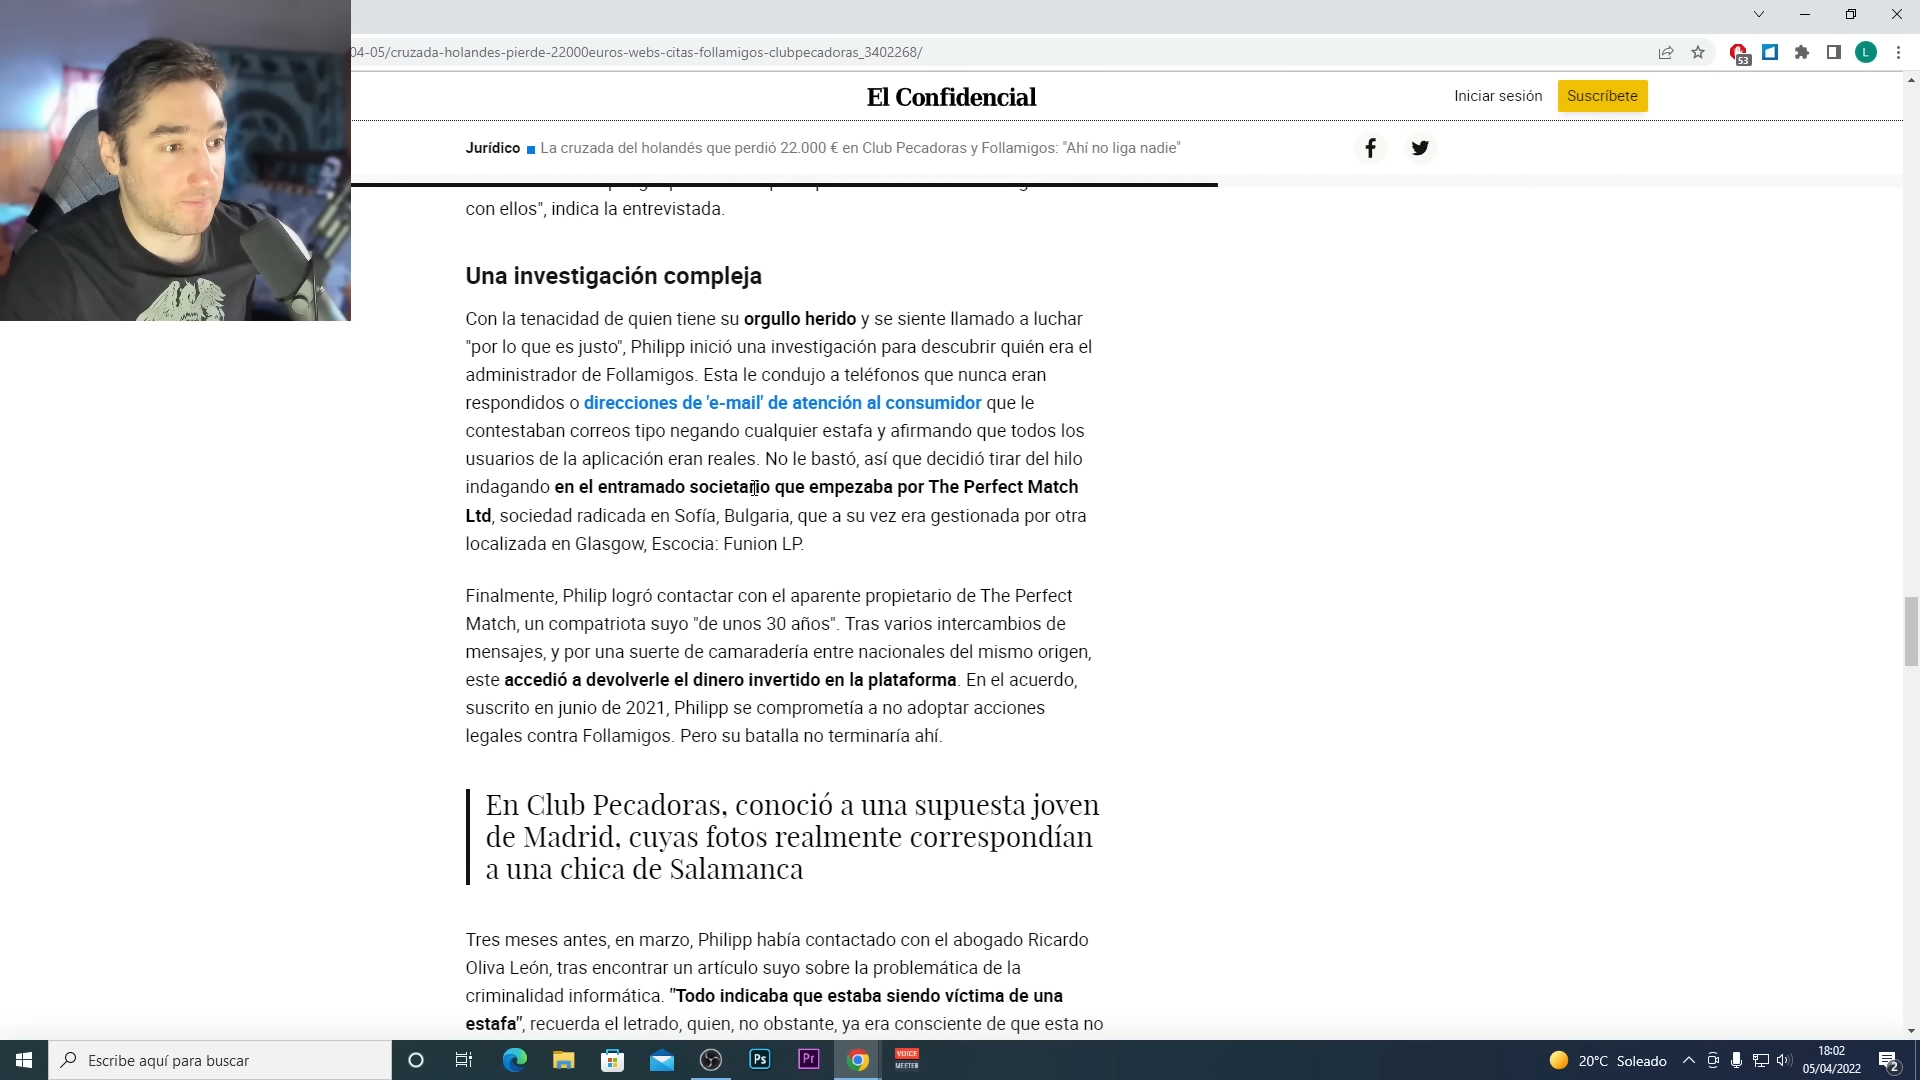 04-05/cruzada-holandes-pierde-22000euros-webs-citas-follamigos-clubpecadoras_3402268/
53
L
El Confidencial
Iniciar sesión
Suscríbete
Jurídico La cruzada del holandés que perdió 22.000 € en Club Pecadoras y Follamigos: "Ahí no liga nadie"
con ellos", indica la entrevistada.
Una investigación compleja
Con la tenacidad de quien tiene su orgullo herido y se siente llamado a luchar
"por lo que es justo", Philipp inició una investigación para descubrir quién era el
administrador de Follamigos. Esta le condujo a teléfonos que nunca eran
respondidos o direcciones de 'e-mail' de atención al consumidor que le
contestaban correos tipo negando cualquier estafa y afirmando que todos los
usuarios de la aplicación eran reales. No le bastó, así que decidió tirar del hilo
indagando en el entramado societario que empezaba por The Perfect Match
Ltd, sociedad radicada en Sofía, Bulgaria, que a su vez era gestionada por otra
localizada en Glasgow, Escocia: Funion LP.
Finalmente, Philip logró contactar con el aparente propietario de The Perfect
Match, un compatriota suyo "de unos 30 años". Tras varios intercambios de
mensajes, y por una suerte de camaradería entre nacionales del mismo origen,
este accedió a devolverle el dinero invertido en la plataforma. En el acuerdo,
suscrito en junio de 2021, Philipp se comprometía a no adoptar acciones
legales contra Follamigos. Pero su batalla no terminaría ahí.
En Club Pecadoras, conoció a una supuesta joven
de Madrid, cuyas fotos realmente correspondían
a una chica de Salamanca
Tres meses antes, en marzo, Philipp había contactado con el abogado Ricardo
Oliva León, tras encontrar un artículo suyo sobre la problemática de la
criminalidad informática. "Todo indicaba que estaba siendo víctima de una
estafa", recuerda el letrado, quien, no obstante, ya era consciente de que esta no
Escribe aquí para buscar
Ps
Pr
VOICE
MEETER
20°C Soleado
18:02
05/04/2022
2